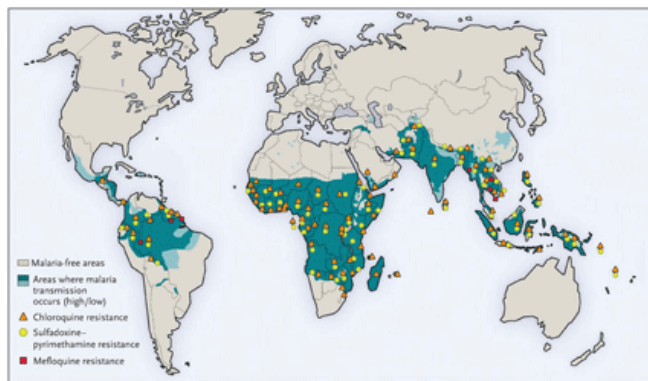 Malaria-free areas
Areas where malaria
transmission
occurs (high/low)
Chloroquine resistance
Sulfadoxine–
pyrimethamine resistance
Mefloquine resistance